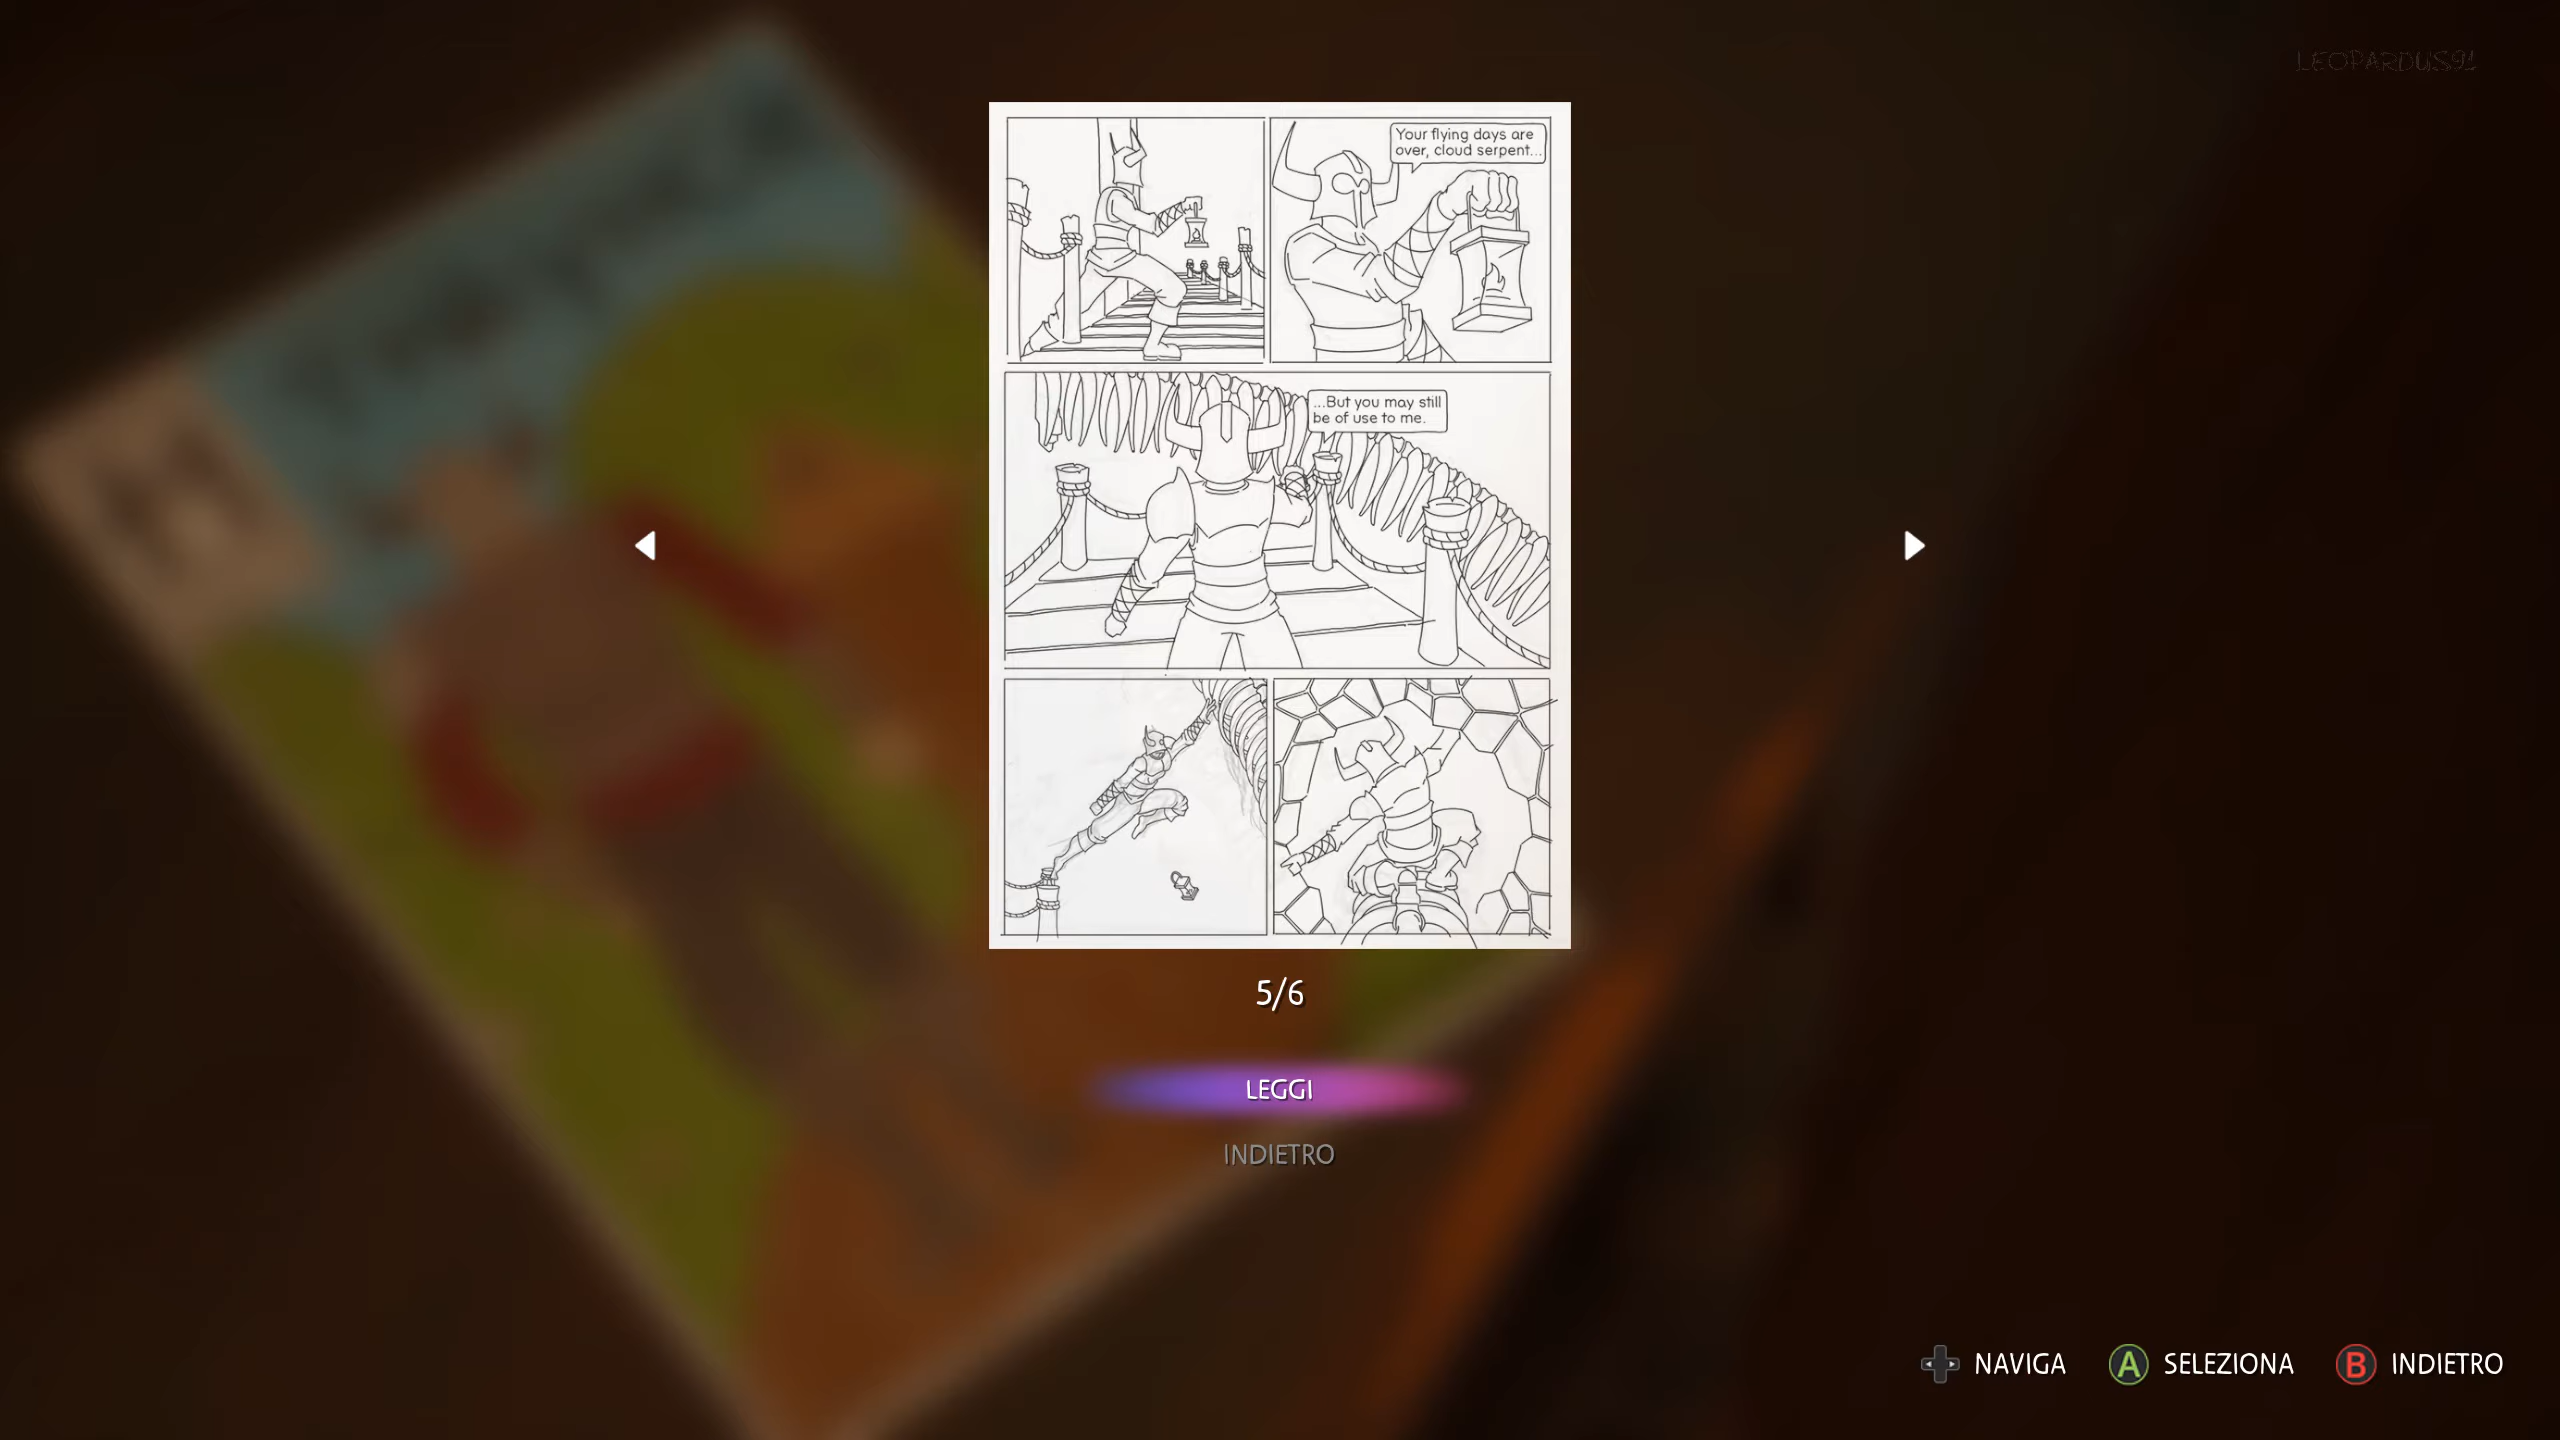 LEOPARDUS91
Your flying days are
over, cloud serpent...
...But you may still
be of use to me.
5/6
LEGGI
INDIETRO
NAVIGA
A SELEZIONA
B INDIETRO